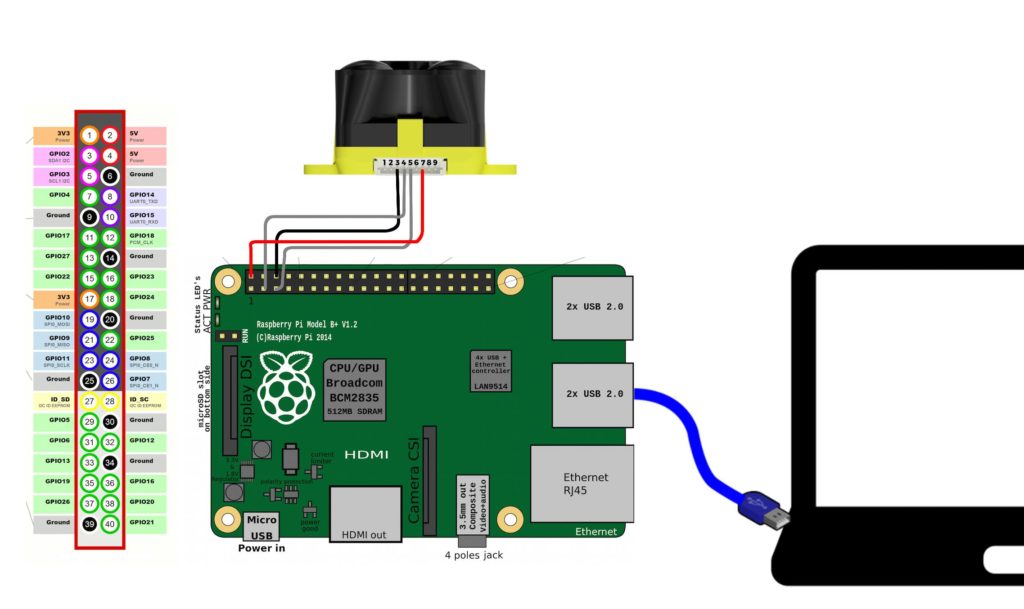 3V3
Power
1
2
5V
Power
GPIO2
SDA1 I2C
3
4
5V
Power
GPIO3
SCL1 I2C
5
6
Ground
GPIO4
7
8
GPIO14
UART0_TXD
Ground
9
10
GPIO15
UART0_RXD
GPIO17
11
12
GPIO18
PCM_CLK
GPIO27
13
14
Ground
GPIO22
15
16
GPIO23
3V3
Power
17
18
GPIO24
GPIO10
SPI0_MOSI
19
20
Ground
GPIO9
SPI0_MISO
21
22
GPIO25
GPIO11
SPI0_SCLK
23
24
GPIO8
SPI0_CE0_N
Ground
25
26
GPIO7
SPI0_CE1_N
ID_SD
I2C ID EEPROM
27
28
ID_SC
I2C ID EEPROM
GPIO5
29
30
Ground
GPIO6
31
32
GPIO12
GPIO13
33
34
Ground
GPIO19
35
36
GPIO16
GPIO26
37
38
GPIO20
Ground
39
40
GPIO21
123456789
1
Status LED's
ACT PWR
RUN
Raspberry Pi Model B+ V1.2
(C)Raspberry Pi 2014
microSD slot
on bottom side
Display DSI
CPU/GPU
Broadcom
BCM2835
512MB SDRAM
4x USB +
Ethernet
controller
LAN9514
2x USB 2.0
2x USB 2.0
Ethernet
RJ45
Ethernet
HDMI
current
limiter
3.3V
&
1.8V
Regulator
polarity protection
power
good
Camera CSI
3.5mm out
Composite
Video+audio
4 poles jack
HDMI out
Micro
USB
Power in